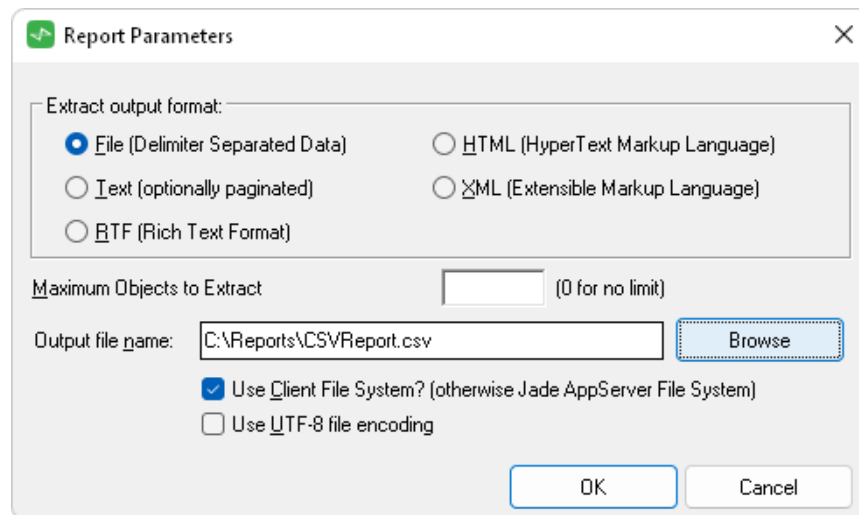 Report Parameters
Extract output format:
File (Delimiter Separated Data)
HTML (HyperText Markup Language)
Text (optionally paginated)
XML (Extensible Markup Language)
RTF (Rich Text Format)
Maximum Objects to Extract
(0 for no limit)
Output file name:
C:\Reports\CSVReport.csv
Browse
Use Client File System? (otherwise Jade AppServer File System)
Use UTF-8 file encoding
OK
Cancel